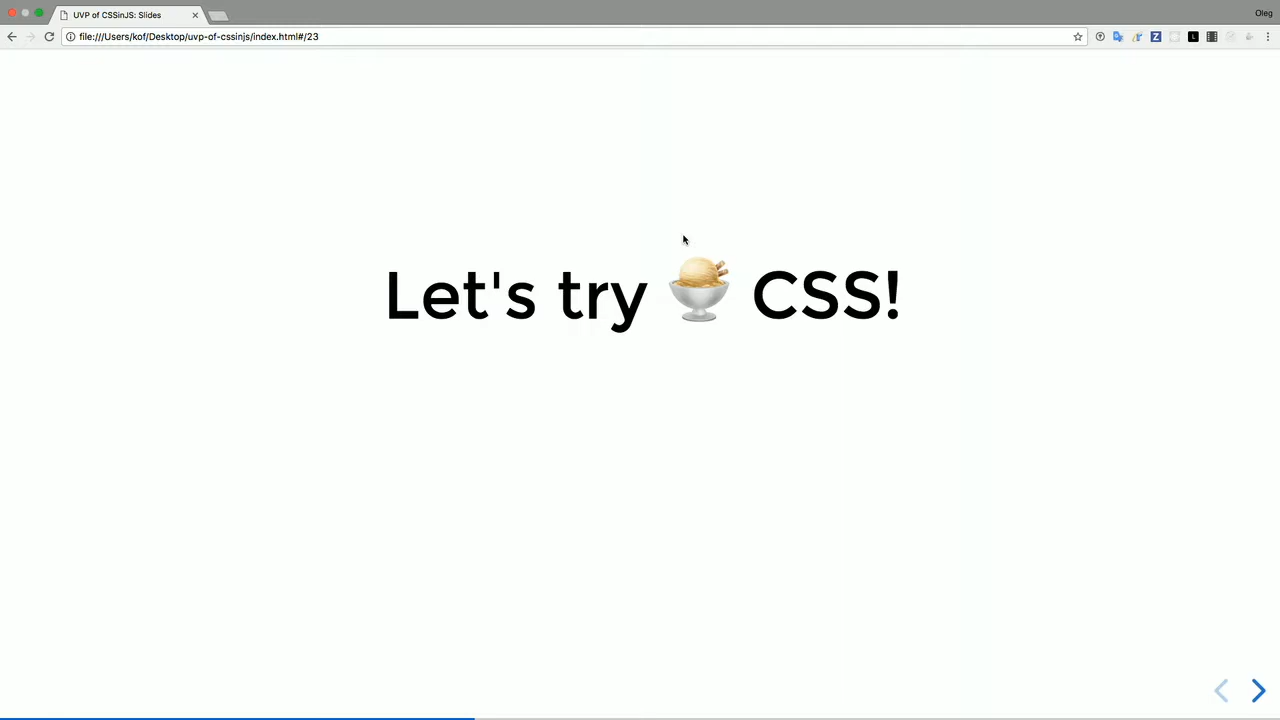 UVP of CSSinJS: Slides
Oleg
file:///Users/kof/Desktop/uvp-of-cssinjs/index.html#/23
Z
L
Let's try 🍨 CSS!